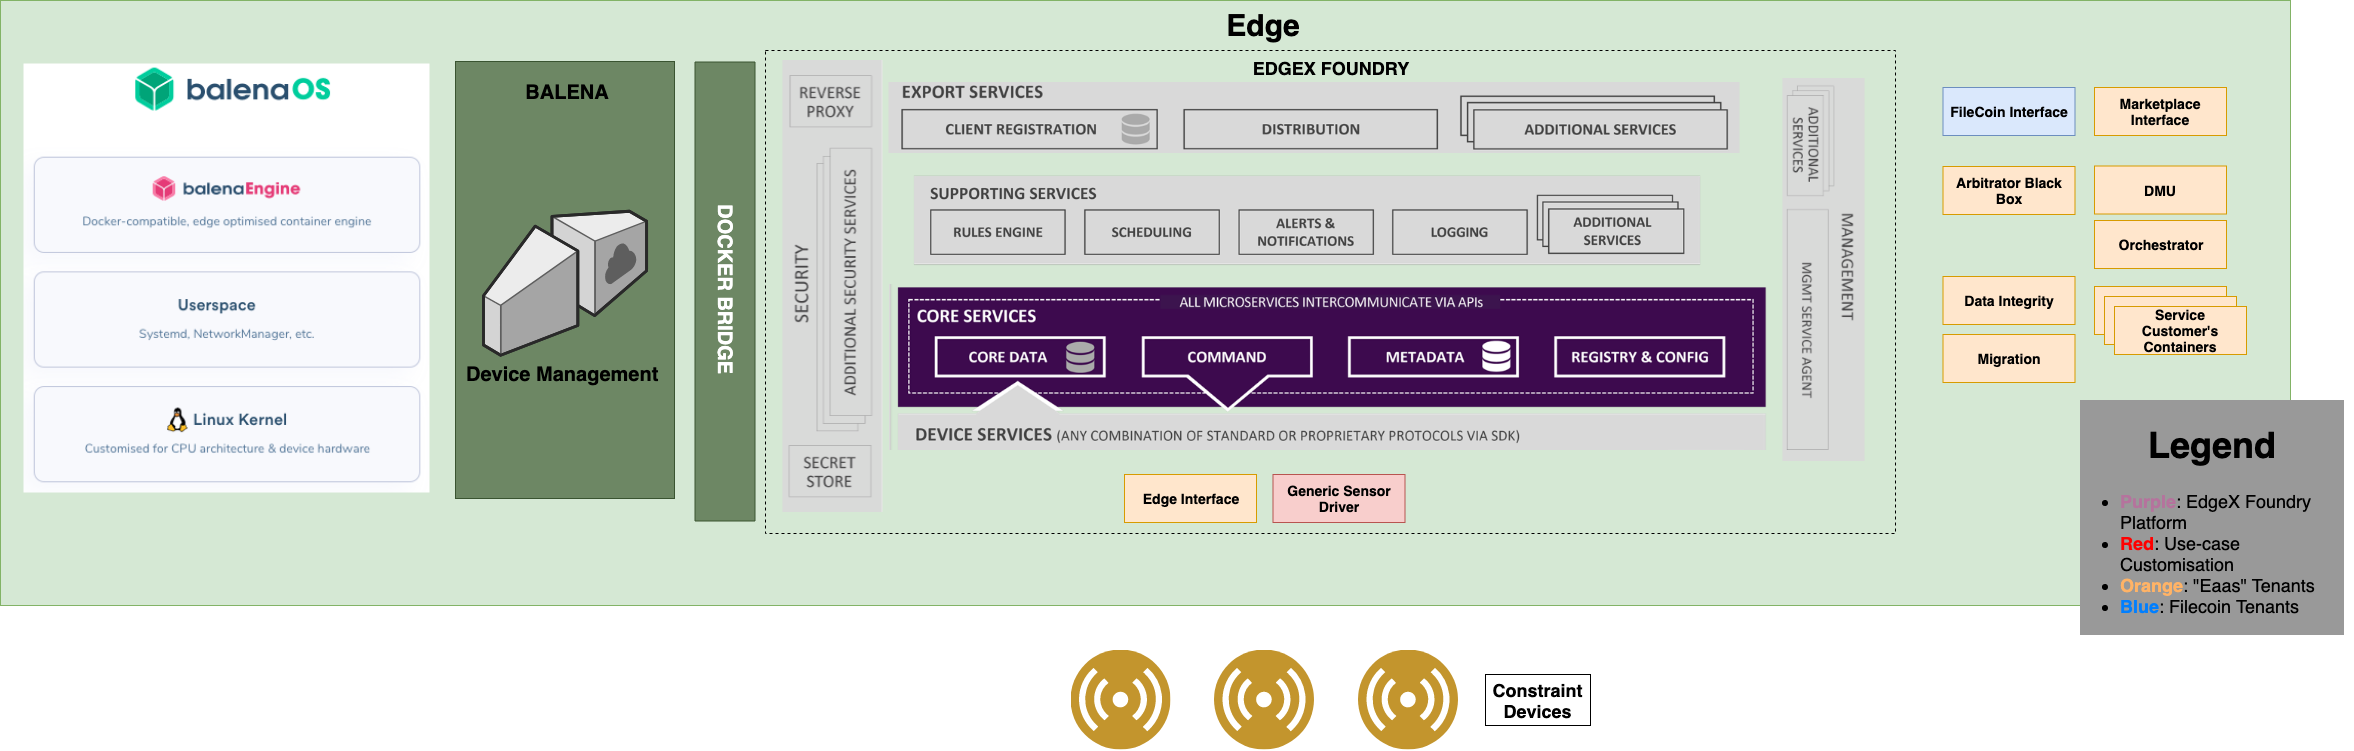 Edge
balenaOS
balenaEngine
Docker-compatible, edge optimised container engine
Userspace
Systemd, NetworkManager, etc.
Linux Kernel
Customised for CPU architecture & device hardware
BALENA
Device Management
DOCKER BRIDGE
EDGEX FOUNDRY
REVERSE
PROXY
SECURITY
ADDITIONAL SECURITY SERVICES
SECRET
STORE
EXPORT SERVICES
CLIENT REGISTRATION
DISTRIBUTION
ADDITIONAL SERVICES
SUPPORTING SERVICES
RULES ENGINE
SCHEDULING
ALERTS &
NOTIFICATIONS
LOGGING
ADDITIONAL
SERVICES
ALL MICROSERVICES INTERCOMMUNICATE VIA APIs
CORE SERVICES
CORE DATA
COMMAND
METADATA
REGISTRY & CONFIG
DEVICE SERVICES (ANY COMBINATION OF STANDARD OR PROPRIETARY PROTOCOLS VIA SDK)
Edge Interface
Generic Sensor
Driver
ADDITIONAL
SERVICES
MGMT SERVICE AGENT
MANAGEMENT
FileCoin Interface
Marketplace
Interface
Arbitrator Black
Box
DMU
Orchestrator
Data Integrity
Service
Customer's
Containers
Migration
Legend
• Purple: EdgeX Foundry
Platform
• Red: Use-case
Customisation
• Orange: "Eaas" Tenants
• Blue: Filecoin Tenants
Constraint
Devices